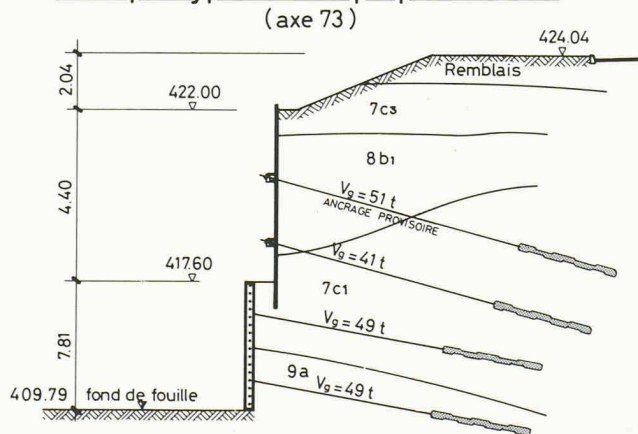 (axe 73)
424.04
Remblais
2.04
422.00
7c3
8b1
4.40
Vg = 51 t
ANCRAGE PROVISOIRE
Vg = 41 t
417.60
7c1
Vg = 49 t
7.81
9a
Vg = 49 t
409.79 fond de fouille